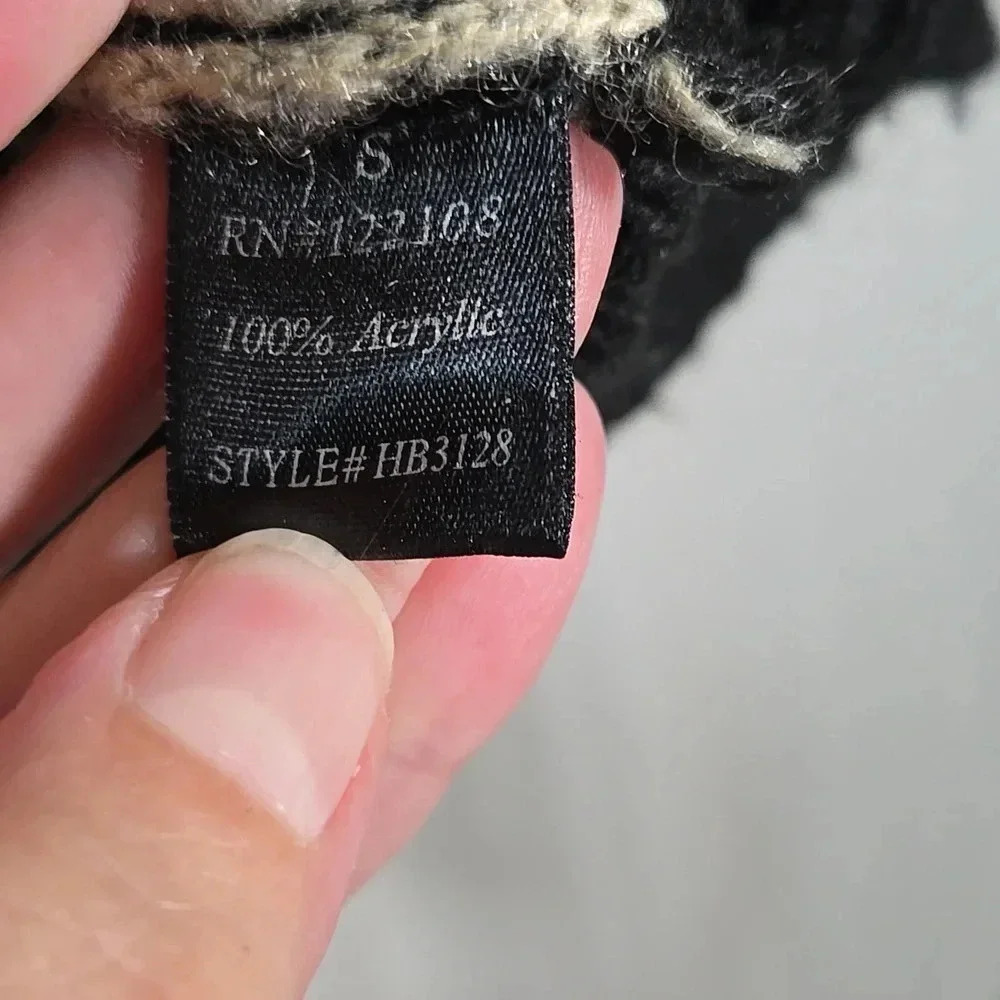 S
RN#122108
100% Acrylic
STYLE# HB3128